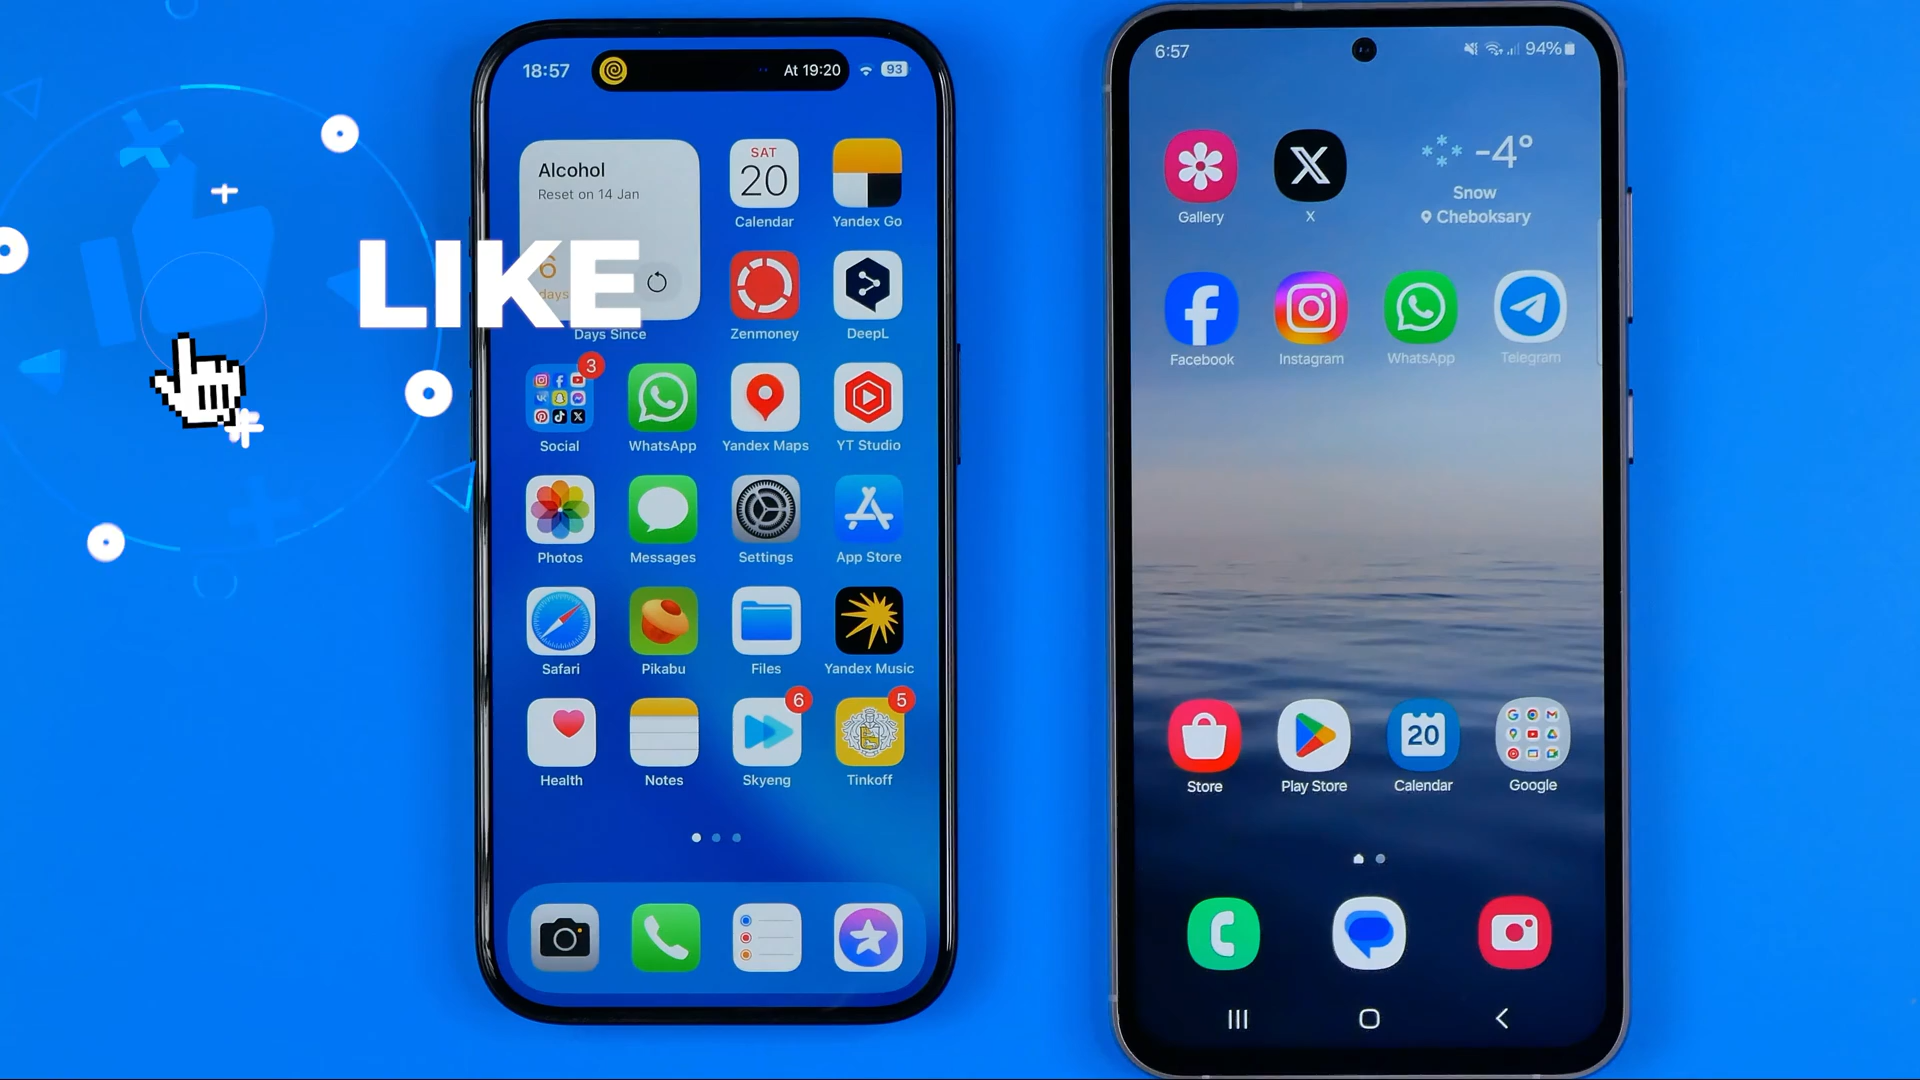 18:57
At 19:20
93
Alcohol
Reset on 14 Jan
6
days
Days Since
SAT
20
Calendar
Yandex Go
Zenmoney
DeepL
LIKE
3
Social
WhatsApp
Yandex Maps
YT Studio
Photos
Messages
Settings
App Store
Safari
Pikabu
Files
Yandex Music
6
5
Health
Notes
Skyeng
Tinkoff
6:57
94%
Gallery
X
-4°
Snow
Cheboksary
Facebook
Instagram
WhatsApp
Telegram
20
Store
Play Store
Calendar
Google